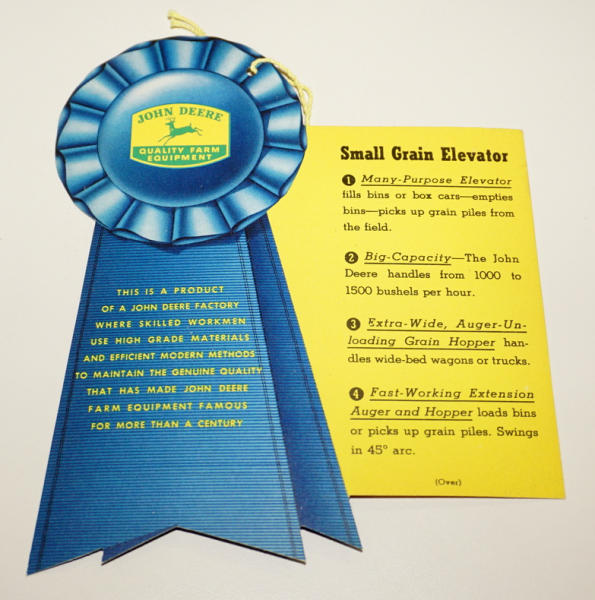 JOHN DEERE
QUALITY FARM
EQUIPMENT
THIS IS A PRODUCT
OF A JOHN DEERE FACTORY
WHERE SKILLED WORKMEN
USE HIGH GRADE MATERIALS
AND EFFICIENT MODERN METHODS
TO MAINTAIN THE GENUINE QUALITY
THAT HAS MADE JOHN DEERE
FARM EQUIPMENT FAMOUS
FOR MORE THAN A CENTURY
Small Grain Elevator
1 Many-Purpose Elevator
fills bins or box cars—empties
bins—picks up grain piles from
the field.
2 Big-Capacity—The John
Deere handles from 1000 to
1500 bushels per hour.
3 Extra-Wide, Auger-Un-
loading Grain Hopper han-
dles wide-bed wagons or trucks.
4 Fast-Working Extension
Auger and Hopper loads bins
or picks up grain piles. Swings
in 45° arc.
(Over)